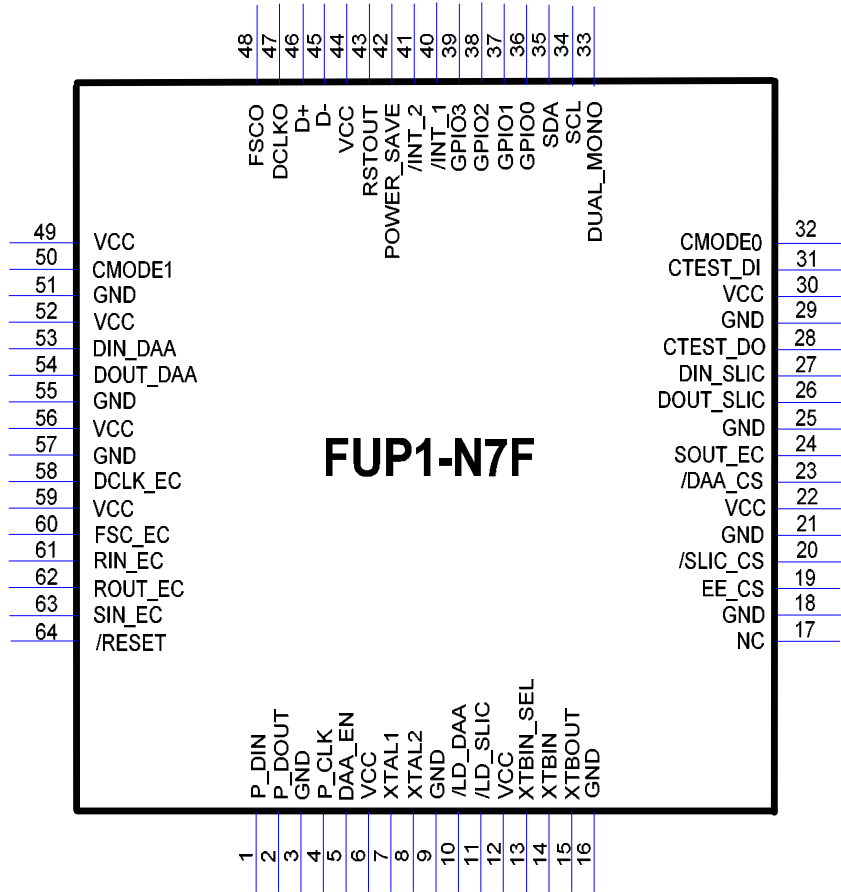 48 47 46 45 44 43 42 41 40 39 38 37 36 35 34 33
FSCO
DCLKO
D+
D-
VCC
RSTOUT
POWER_SAVE
/INT_2
/INT_1
GPIO3
GPIO2
GPIO1
GPIO0
SDA
SCL
DUAL_MONO
49 VCC
50 CMODE1
51 GND
52 VCC
53 DIN_DAA
54 DOUT_DAA
55 GND
56 VCC
57 GND
58 DCLK_EC
59 VCC
60 FSC_EC
61 RIN_EC
62 ROUT_EC
63 SIN_EC
64 /RESET
FUP1-N7F
CMODE0 32
CTEST_DI 31
VCC 30
GND 29
CTEST_DO 28
DIN_SLIC 27
DOUT_SLIC 26
GND 25
SOUT_EC 24
/DAA_CS 23
VCC 22
GND 21
/SLIC_CS 20
EE_CS 19
GND 18
NC 17
P_DIN
P_DOUT
GND
P_CLK
DAA_EN
VCC
XTAL1
XTAL2
GND
/LD_DAA
/LD_SLIC
VCC
XTBIN_SEL
XTBIN
XTBOUT
GND
1 2 3 4 5 6 7 8 9 10 11 12 13 14 15 16